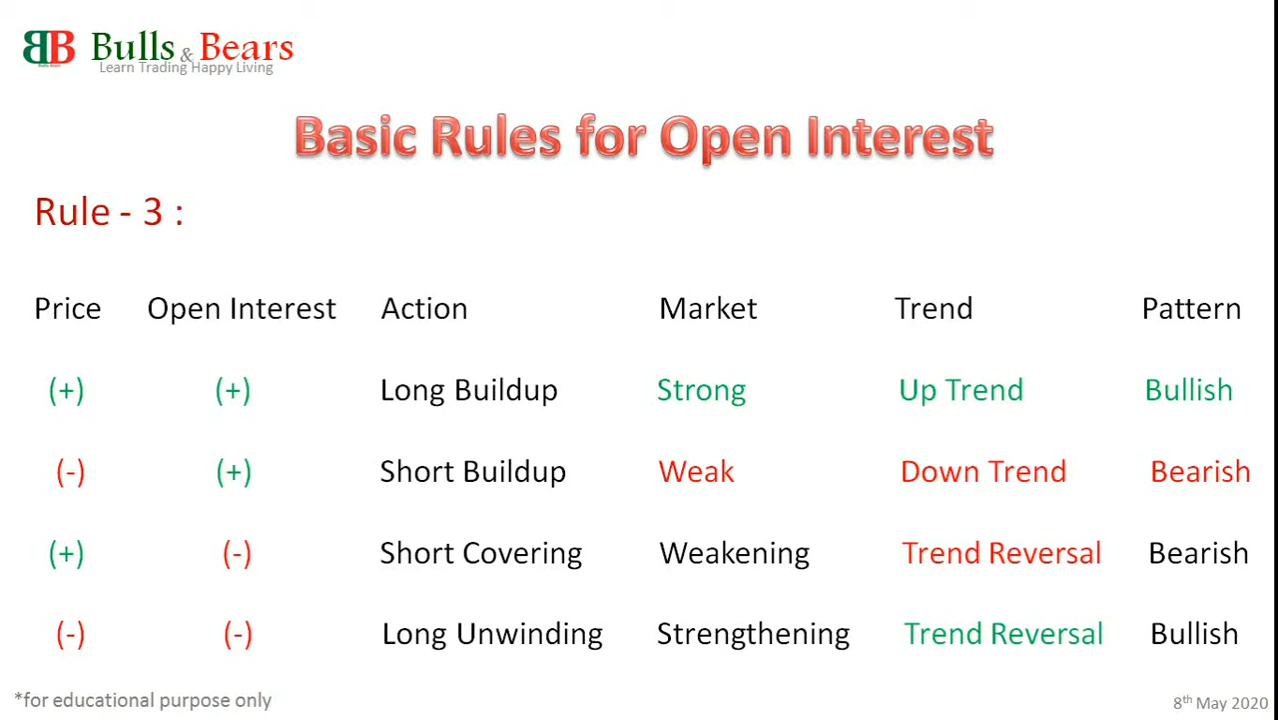 BB Bulls & Bears
Bulls Bears
Learn Trading Happy Living
Basic Rules for Open Interest
Rule - 3 :
Price Open Interest Action Market Trend Pattern
(+) (+) Long Buildup Strong Up Trend Bullish
(-) (+) Short Buildup Weak Down Trend Bearish
(+) (-) Short Covering Weakening Trend Reversal Bearish
(-) (-) Long Unwinding Strengthening Trend Reversal Bullish
*for educational purpose only 8th May 2020